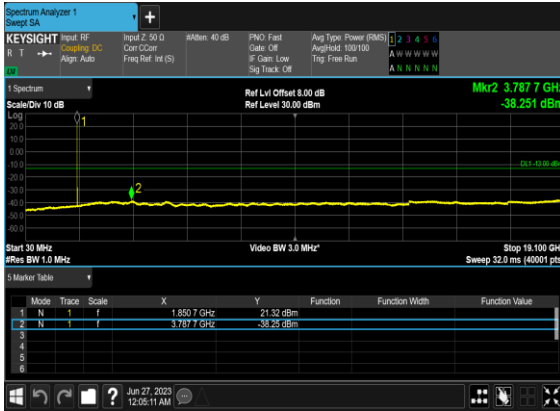 Spectrum Analyzer 1
Swept SA
+
KEYSIGHT Input: RF Input Z: 50 Ω #Atten: 40 dB PNO: Fast Avg Type: Power (RMS) 1 2 3 4 5 6
R T Coupling: DC Corr CCorr Gate: Off Avg|Hold: 100/100 A W W W W W
Align: Auto Freq Ref: Int (S) IF Gain: Low Trig: Free Run
Sig Track: Off A N N N N N
1 Spectrum
Ref Lvl Offset 8.00 dB Mkr2 3.787 7 GHz
Scale/Div 10 dB Ref Level 30.00 dBm -38.251 dBm
Log
1
20.0
10.0
0.00
-10.0
DL1 -13.00 dBm
-20.0
-30.0
2
-40.0
-50.0
-60.0
Start 30 MHz Video BW 3.0 MHz* Stop 19.100 GHz
#Res BW 1.0 MHz Sweep 32.0 ms (40001 pts)
5 Marker Table
Mode Trace Scale X Y Function Function Width Function Value
1 N 1 f 1.850 7 GHz 21.32 dBm
2 N 1 f 3.787 7 GHz -38.25 dBm
3
4
5
6
? Jun 27, 2023
12:05:11 AM